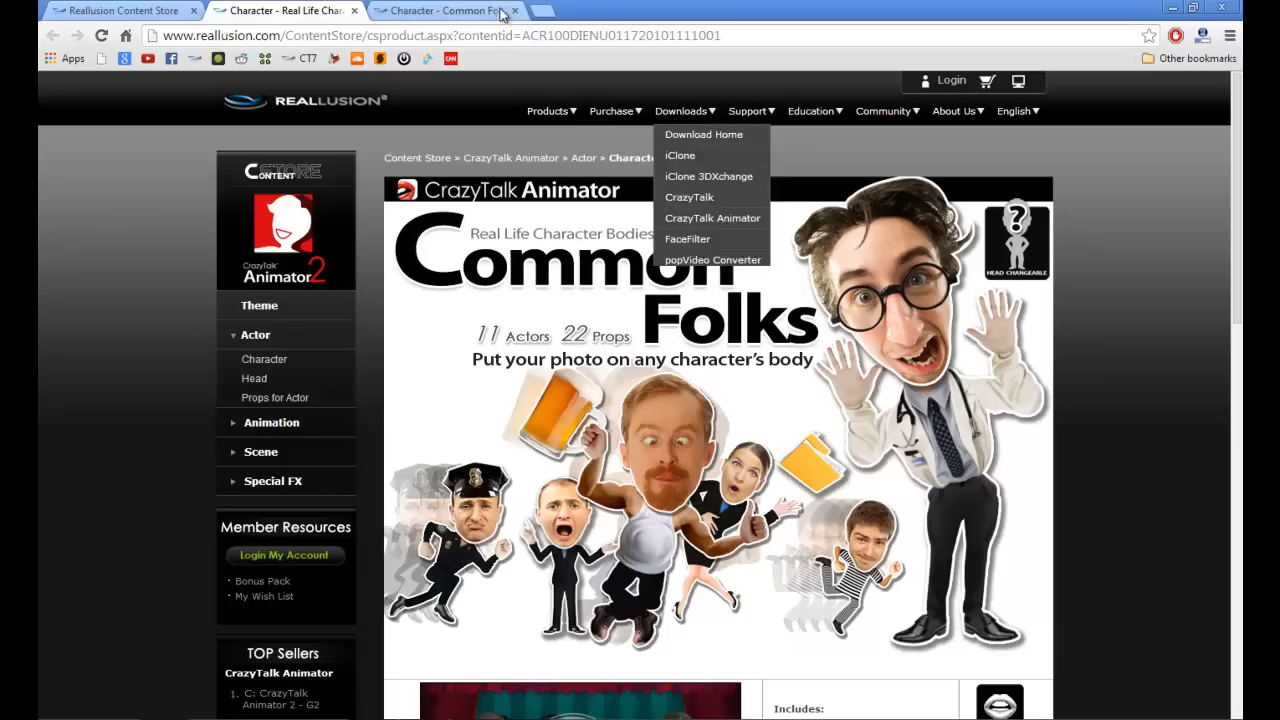 Reallusion Content Store
Character - Real Life Char
Character - Common Fo
www.reallusion.com/ContentStore/csproduct.aspx?contentid=ACR100DIENU011720101111001
Apps
CT7
CNN
Other bookmarks
REALLUSION®
Login
Products▼ Purchase▼ Downloads▼ Support▼ Education▼ Community▼ About Us▼ English▼
Download Home
iClone
iClone 3DXchange
CrazyTalk
CrazyTalk Animator
FaceFilter
popVideo Converter
Content Store » CrazyTalk Animator » Actor » Characte
CONTENT STORE
CrazyTalk
Animator 2
Theme
Actor
Character
Head
Props for Actor
Animation
Scene
Special FX
Member Resources
Login My Account
· Bonus Pack
· My Wish List
TOP Sellers
CrazyTalk Animator
1. C: CrazyTalk
Animator 2 - G2
CrazyTalk Animator
Real Life Character Bodies
Common
Folks
11 Actors 22 Props
Put your photo on any character's body
?
HEAD CHANGEABLE
Includes: